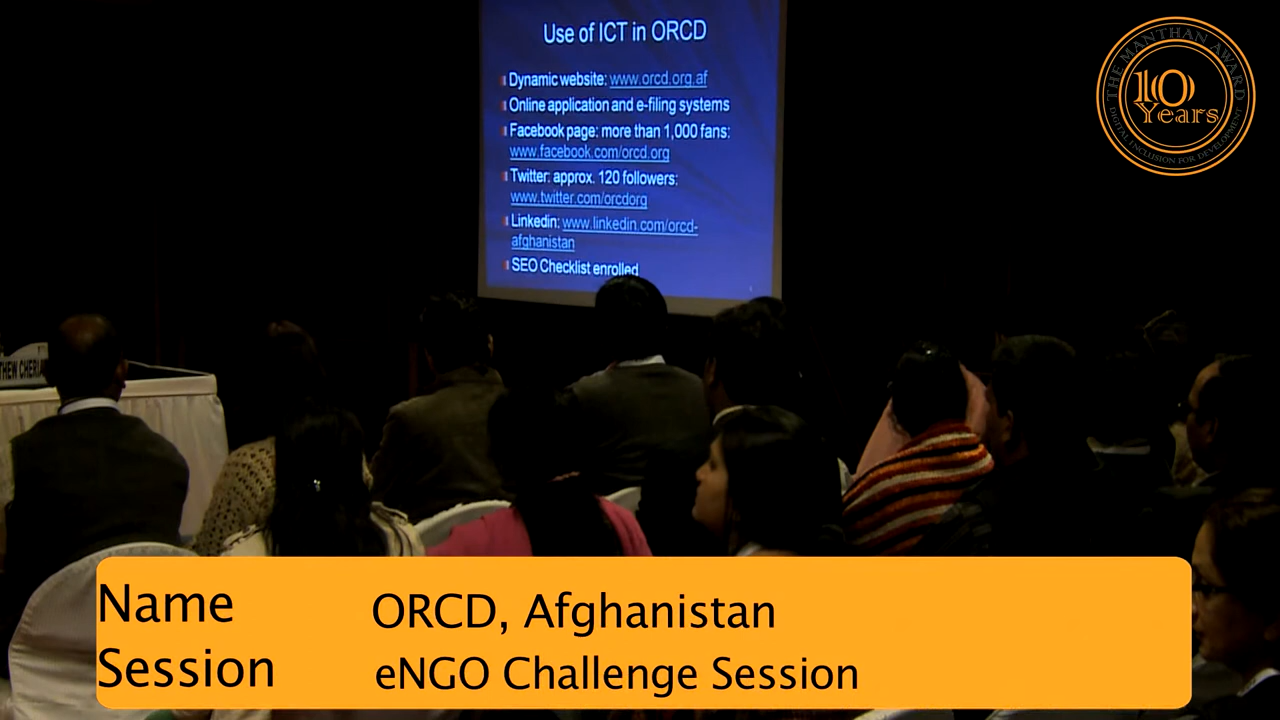 Use of ICT in ORCD
Dynamic website: www.orcd.org.af
Online application and e-filing systems
Facebook page: more than 1,000 fans:
www.facebook.com/orcd.org
Twitter: approx. 120 followers:
www.twitter.com/orcdorg
Linkedin: www.linkedin.com/orcd-
afghanistan
SEO Checklist enrolled
THE MANTHAN AWARD
10
Years
DIGITAL INCLUSION FOR DEVELOPMENT
Name ORCD, Afghanistan
Session eNGO Challenge Session